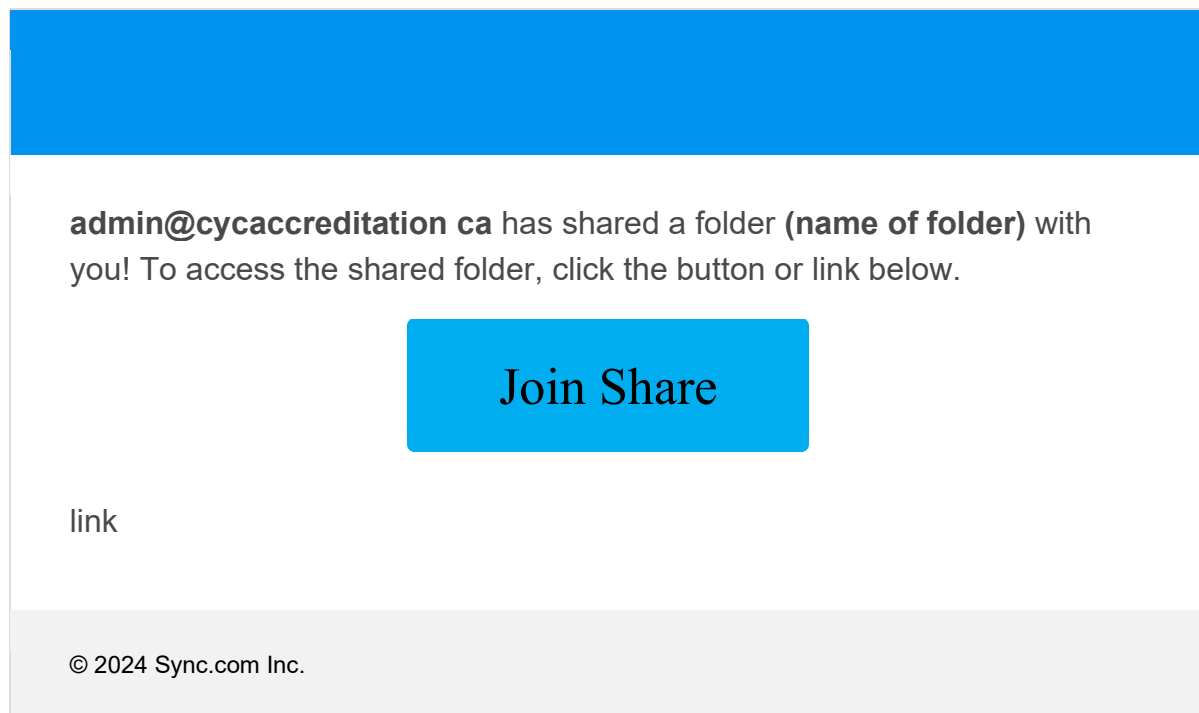 admin@cycaccreditation ca has shared a folder (name of folder) with
you! To access the shared folder, click the button or link below.
Join Share
link
© 2024 Sync.com Inc.